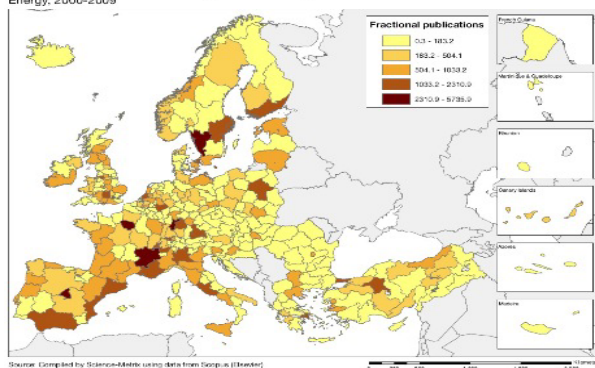 Energy, 2000-2009
Fractional publications
0.3 - 183.2
183.2 - 504.1
504.1 - 1033.2
1033.2 - 2310.9
2310.9 - 5735.9
French Guiana
Martinique & Guadeloupe
Réunion
Canary Islands
Azores
Madeira
Kilometers
Source: Compiled by Science-Metrix using data from Scopus (Elsevier)